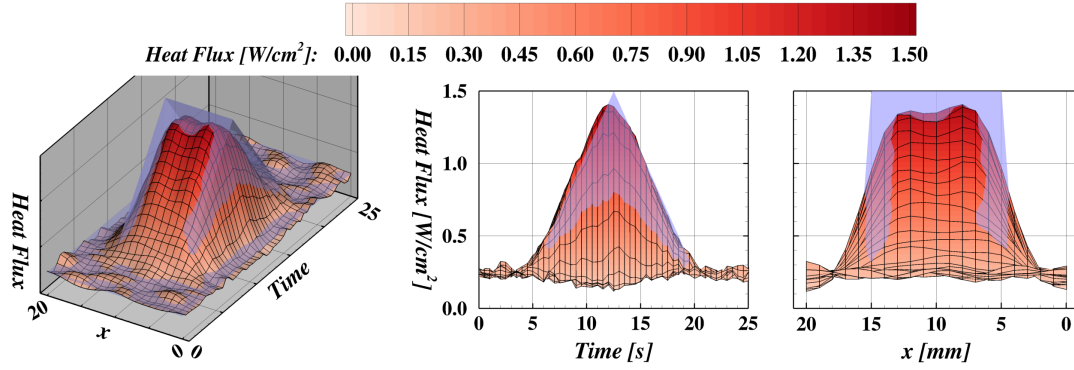 Heat Flux [W/cm²]: 0.00 0.15 0.30 0.45 0.60 0.75 0.90 1.05 1.20 1.35 1.50
Heat Flux
20
x
0
0
Time
25
Heat Flux [W/cm²]
1.5
1.0
0.5
0.0
0 5 10 15 20 25
Time [s]
20 15 10 5 0
x [mm]